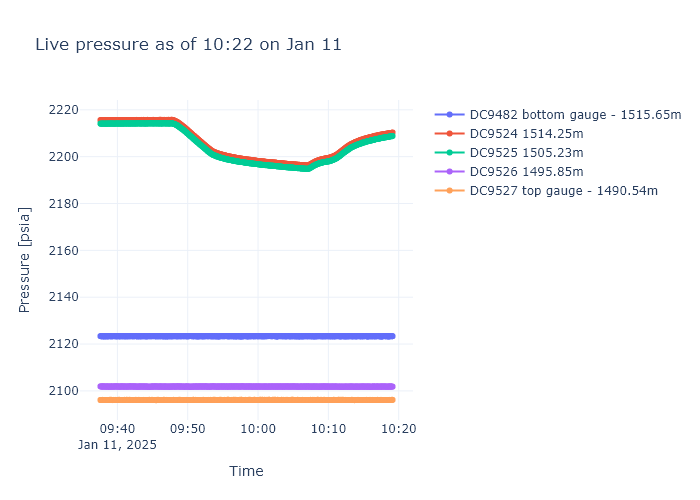 Live pressure as of 10:22 on Jan 11
2220
2200
2180
2160
2140
2120
2100
Pressure [psia]
09:40
09:50
10:00
10:10
10:20
Jan 11, 2025
Time
DC9482 bottom gauge - 1515.65m
DC9524 1514.25m
DC9525 1505.23m
DC9526 1495.85m
DC9527 top gauge - 1490.54m